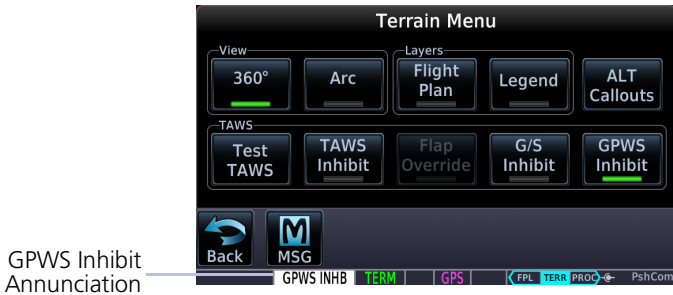 Terrain Menu
View
Layers
360°
Arc
Flight
Plan
Legend
ALT
Callouts
TAWS
Test
TAWS
TAWS
Inhibit
Flap
Override
G/S
Inhibit
GPWS
Inhibit
Back
M
MSG
GPWS Inhibit
Annunciation
GPWS INHB TERM GPS FPL TERR PROC PshCom